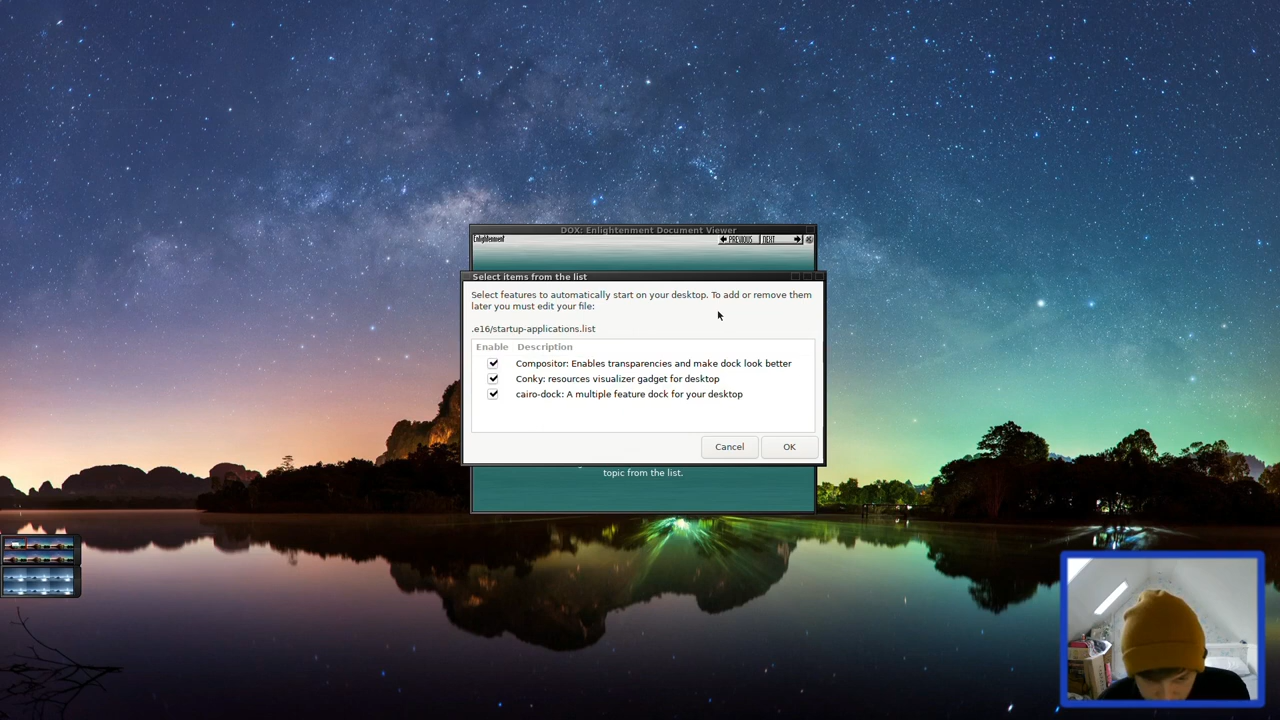 DOX: Enlightenment Document Viewer
Enlightenment
PREVIOUS
NEXT
Select items from the list
Select features to automatically start on your desktop. To add or remove them
later you must edit your file:
.e16/startup-applications.list
Enable Description
Compositor: Enables transparencies and make dock look better
Conky: resources visualizer gadget for desktop
cairo-dock: A multiple feature dock for your desktop
Cancel OK
topic from the list.